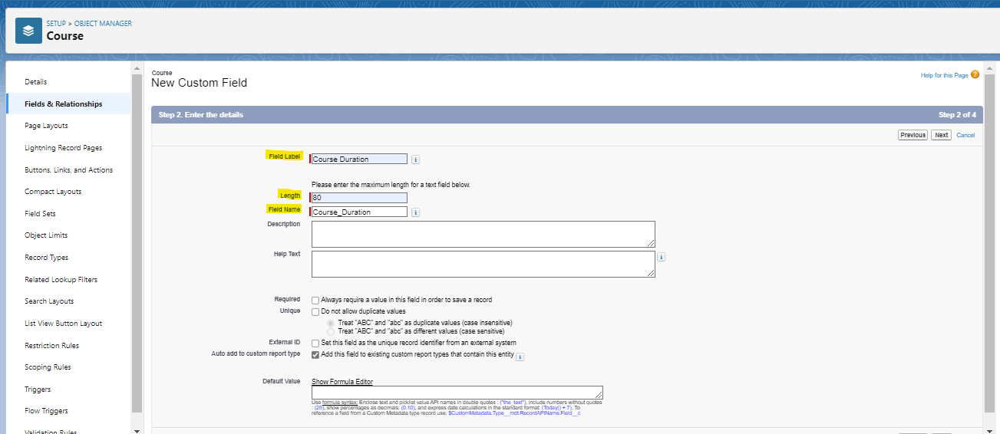 SETUP > OBJECT MANAGER
Course
Details
Fields & Relationships
Page Layouts
Lightning Record Pages
Buttons, Links, and Actions
Compact Layouts
Field Sets
Object Limits
Record Types
Related Lookup Filters
Search Layouts
List View Button Layout
Restriction Rules
Scoping Rules
Triggers
Flow Triggers
Validation Rules
Course
New Custom Field
Help for this Page ?
Step 2. Enter the details Step 2 of 4
Previous Next Cancel
Field Label Course Duration i
Please enter the maximum length for a text field below.
Length 80
Field Name Course_Duration i
Description
Help Text i
Required Always require a value in this field in order to save a record
Unique Do not allow duplicate values
Treat "ABC" and "abc" as duplicate values (case insensitive)
Treat "ABC" and "abc" as different values (case sensitive)
External ID Set this field as the unique record identifier from an external system
Auto add to custom report type Add this field to existing custom report types that contain this entity i
Default Value Show Formula Editor
Use formula syntax: Enclose text and picklist value API names in double quotes : ("the_text"), include numbers without quotes
: (25), show percentages as decimals: (0.10), and express date calculations in the standard format: (Today() + 7), To
reference a field from a Custom Metadata type record use: $CustomMetadata.Type__mdt.RecordAPIName.Field__c